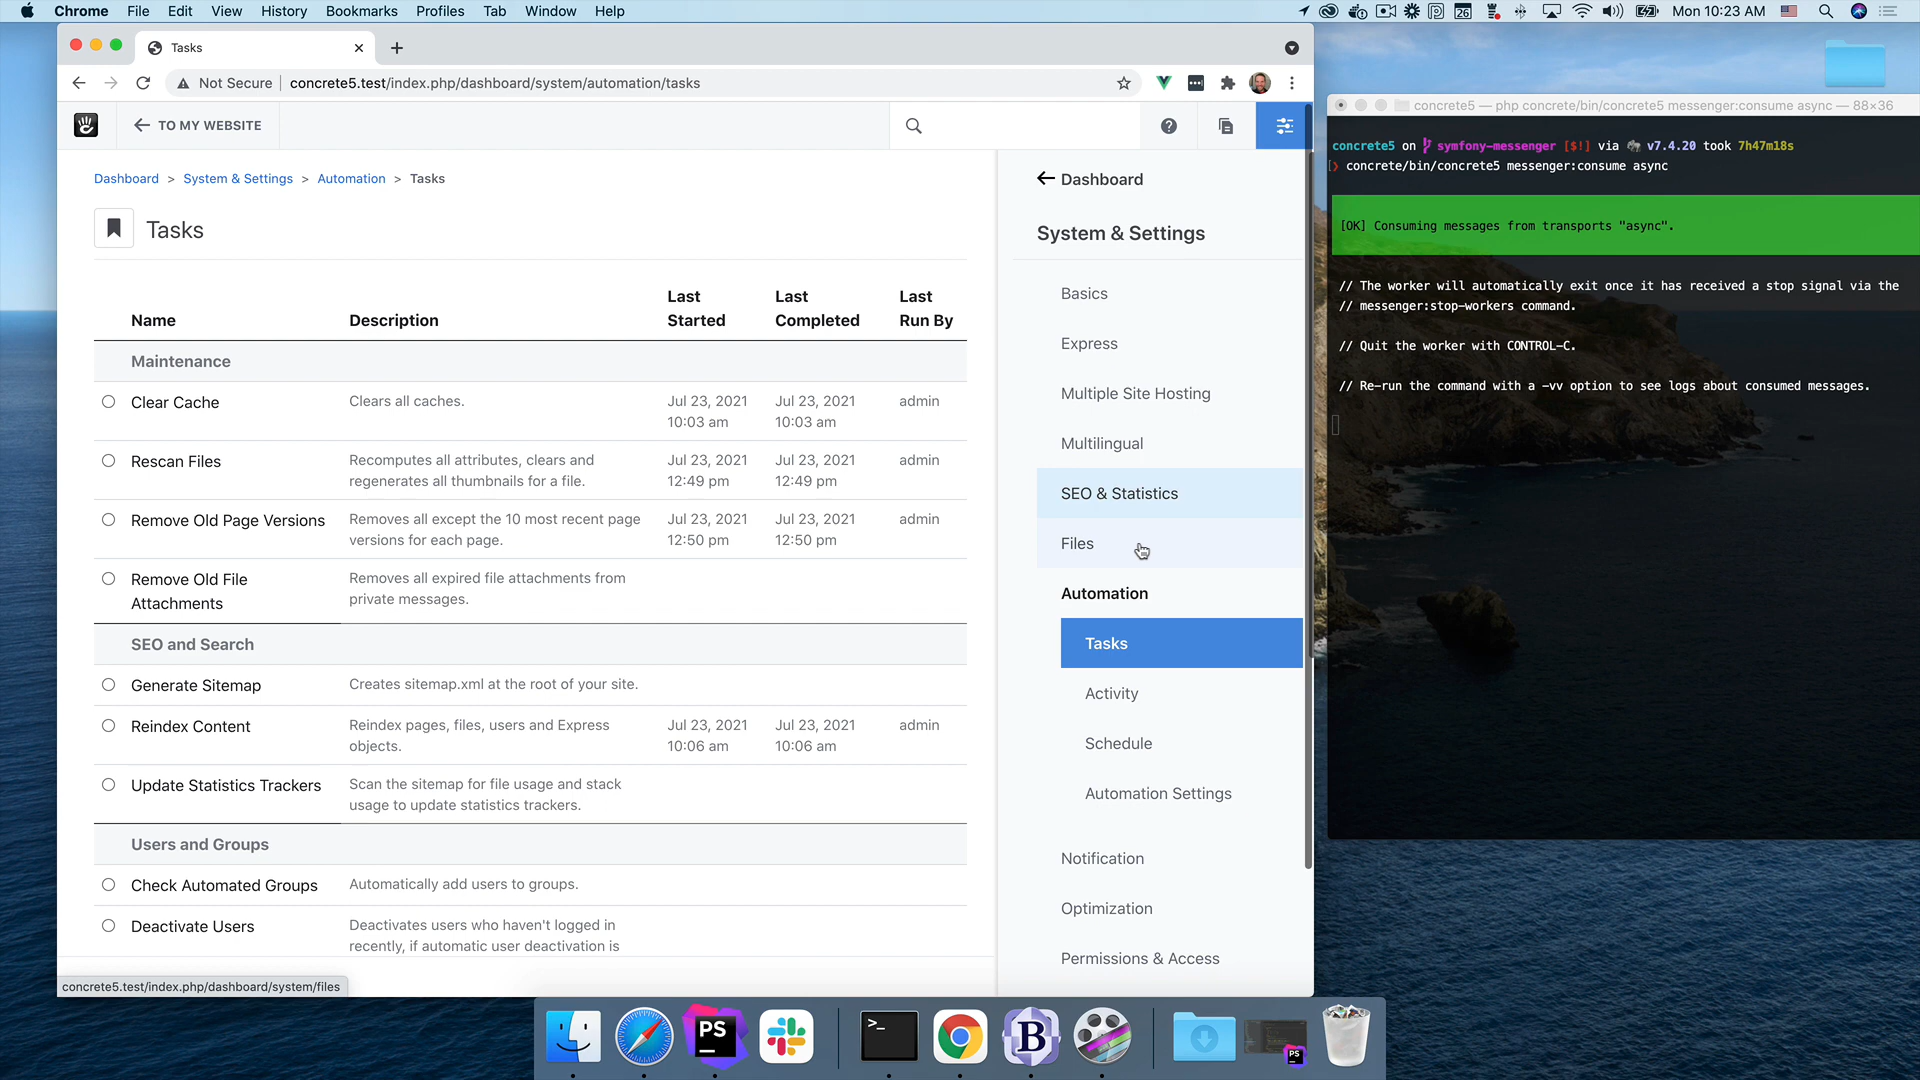 Chrome File Edit View History Bookmarks Profiles Tab Window Help
26
Mon 10:23 AM
Tasks
Not Secure concrete5.test/index.php/dashboard/system/automation/tasks
TO MY WEBSITE
Dashboard > System & Settings > Automation > Tasks
Tasks
Name Description Last Started Last Completed Last Run By
Maintenance
Clear Cache Clears all caches. Jul 23, 2021 10:03 am Jul 23, 2021 10:03 am admin
Rescan Files Recomputes all attributes, clears and regenerates all thumbnails for a file. Jul 23, 2021 12:49 pm Jul 23, 2021 12:49 pm admin
Remove Old Page Versions Removes all except the 10 most recent page versions for each page. Jul 23, 2021 12:50 pm Jul 23, 2021 12:50 pm admin
Remove Old File Attachments Removes all expired file attachments from private messages.
SEO and Search
Generate Sitemap Creates sitemap.xml at the root of your site.
Reindex Content Reindex pages, files, users and Express objects. Jul 23, 2021 10:06 am Jul 23, 2021 10:06 am admin
Update Statistics Trackers Scan the sitemap for file usage and stack usage to update statistics trackers.
Users and Groups
Check Automated Groups Automatically add users to groups.
Deactivate Users Deactivates users who haven't logged in recently, if automatic user deactivation is
concrete5.test/index.php/dashboard/system/files
Dashboard
System & Settings
Basics
Express
Multiple Site Hosting
Multilingual
SEO & Statistics
Files
Automation
Tasks
Activity
Schedule
Automation Settings
Notification
Optimization
Permissions & Access
concrete5 — php concrete/bin/concrete5 messenger:consume async — 88×36
concrete5 on symfony-messenger [$!] via v7.4.20 took 7h47m18s
❯ concrete/bin/concrete5 messenger:consume async
[OK] Consuming messages from transports "async".
// The worker will automatically exit once it has received a stop signal via the
// messenger:stop-workers command.
// Quit the worker with CONTROL-C.
// Re-run the command with a -vv option to see logs about consumed messages.
PS
>_
B
PS